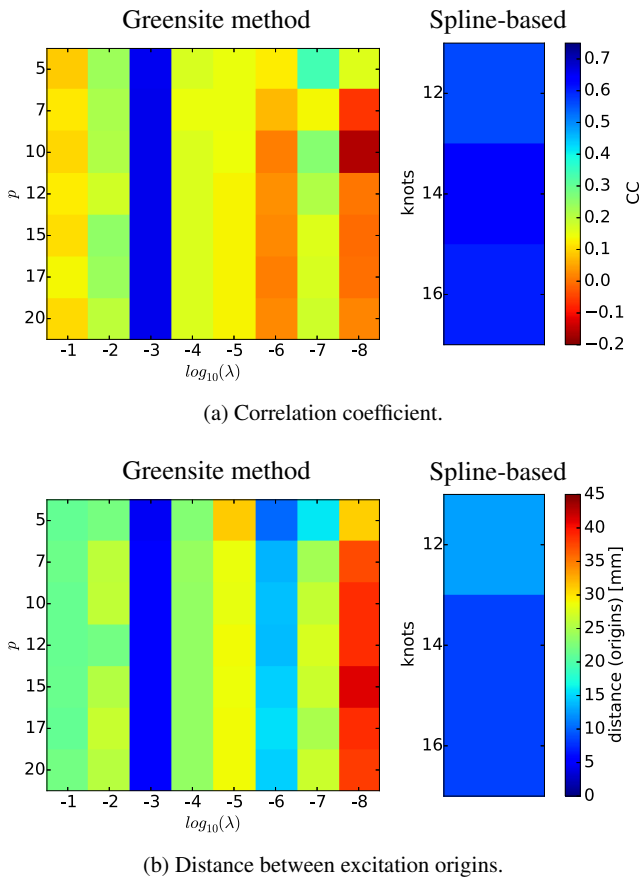 Greensite method
Spline-based
5
7
10
12
15
17
20
p
-1 -2 -3 -4 -5 -6 -7 -8
log10(λ)
12
14
16
knots
0.7
0.6
0.5
0.4
0.3
0.2
0.1
0.0
−0.1
−0.2
CC
(a) Correlation coefficient.
Greensite method
Spline-based
5
7
10
12
15
17
20
p
-1 -2 -3 -4 -5 -6 -7 -8
log10(λ)
12
14
16
knots
45
40
35
30
25
20
15
10
5
0
distance (origins) [mm]
(b) Distance between excitation origins.